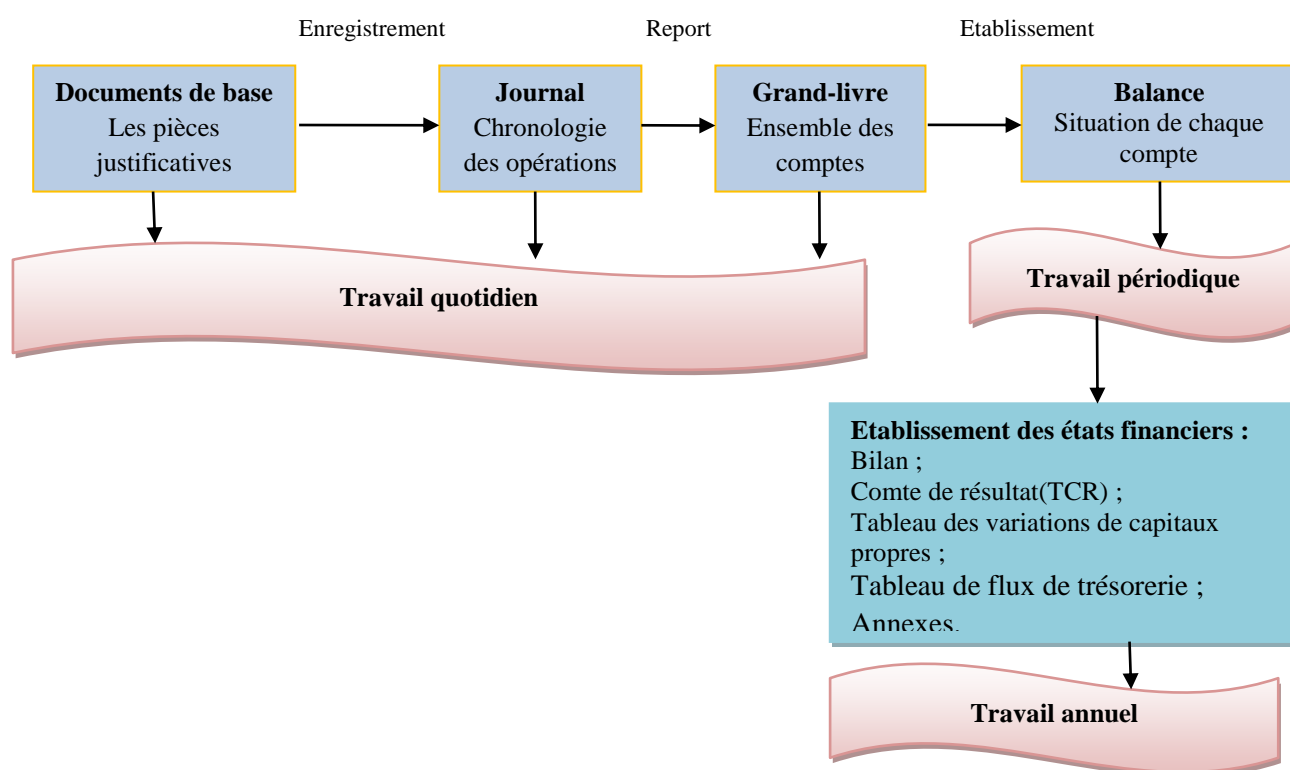 Enregistrement
Report
Etablissement
Documents de base
Les pièces
justificatives
Journal
Chronologie
des opérations
Grand-livre
Ensemble des
comptes
Balance
Situation de chaque
compte
Travail quotidien
Travail périodique
Etablissement des états financiers :
Bilan ;
Comte de résultat(TCR) ;
Tableau des variations de capitaux
propres ;
Tableau de flux de trésorerie ;
Annexes.
Travail annuel